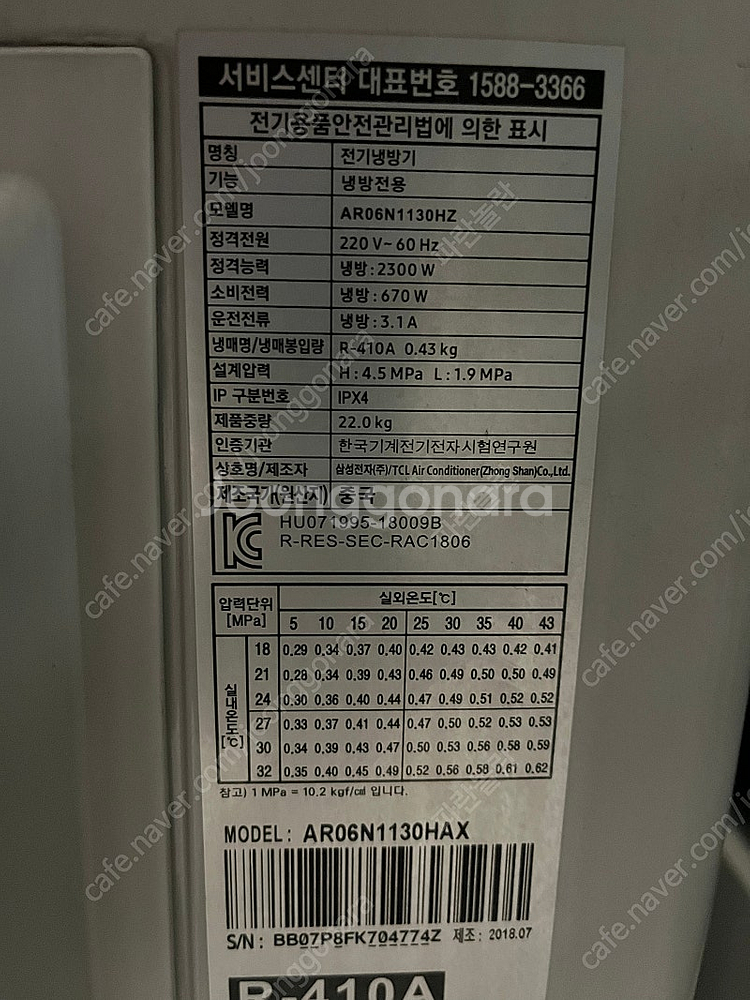 서비스센터 대표번호 1588-3366
전기용품안전관리법에 의한 표시
명칭 전기냉방기
기능 냉방전용
모델명 AR06N1130HZ
정격전원 220 V~ 60 Hz
정격능력 냉방 : 2300 W
소비전력 냉방 : 670 W
운전전류 냉방 : 3.1 A
냉매명/냉매봉입량 R-410A 0.43 kg
설계압력 H : 4.5 MPa L : 1.9 MPa
IP 구분번호 IPX4
제품중량 22.0 kg
인증기관 한국기계전기전자시험연구원
상호명/제조자 삼성전자(주)/TCL Air Conditioner(Zhong Shan)Co.,Ltd.
제조국가(원산지) 중국
joonggonara
HU071995-18009B
R-RES-SEC-RAC1806
압력단위 [MPa] 실외온도[℃]
5 10 15 20 25 30 35 40 43
실내온도[℃]
18 0.29 0.34 0.37 0.40 0.42 0.43 0.43 0.42 0.41
21 0.28 0.34 0.39 0.43 0.46 0.49 0.50 0.50 0.49
24 0.30 0.36 0.40 0.44 0.47 0.49 0.51 0.52 0.52
27 0.33 0.37 0.41 0.44 0.47 0.50 0.52 0.53 0.53
30 0.34 0.39 0.43 0.47 0.50 0.53 0.56 0.58 0.59
32 0.35 0.40 0.45 0.49 0.52 0.56 0.58 0.61 0.62
참고) 1 MPa = 10.2 kgf/㎠ 입니다.
MODEL : AR06N1130HAX
S/N : BB07P8FK704774Z 제조 : 2018.07
R-410A
cafe.naver.com/joonggonara
파란놀랑